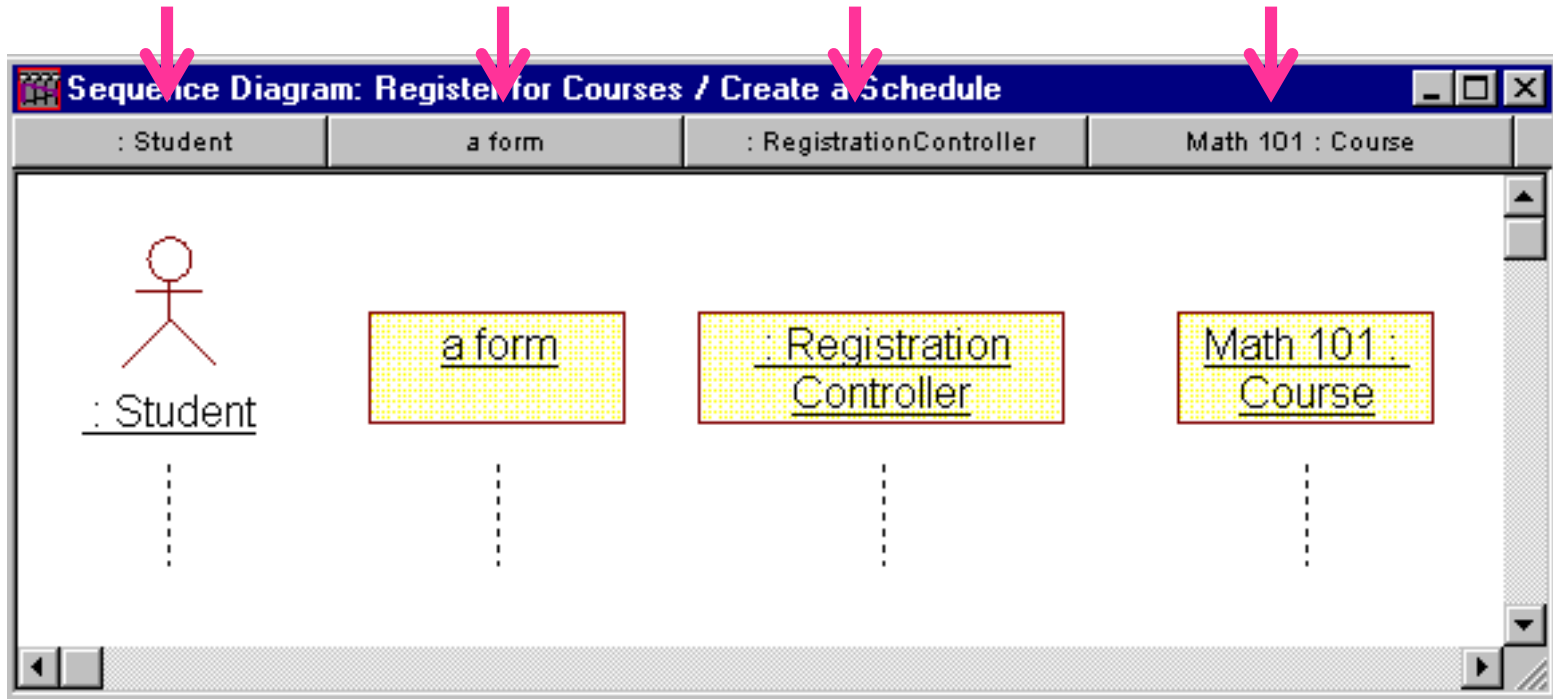 Sequence Diagram: Register for Courses / Create a Schedule
: Student
a form
: RegistrationController
Math 101 : Course
: Student
a form
: Registration
Controller
Math 101 :
Course